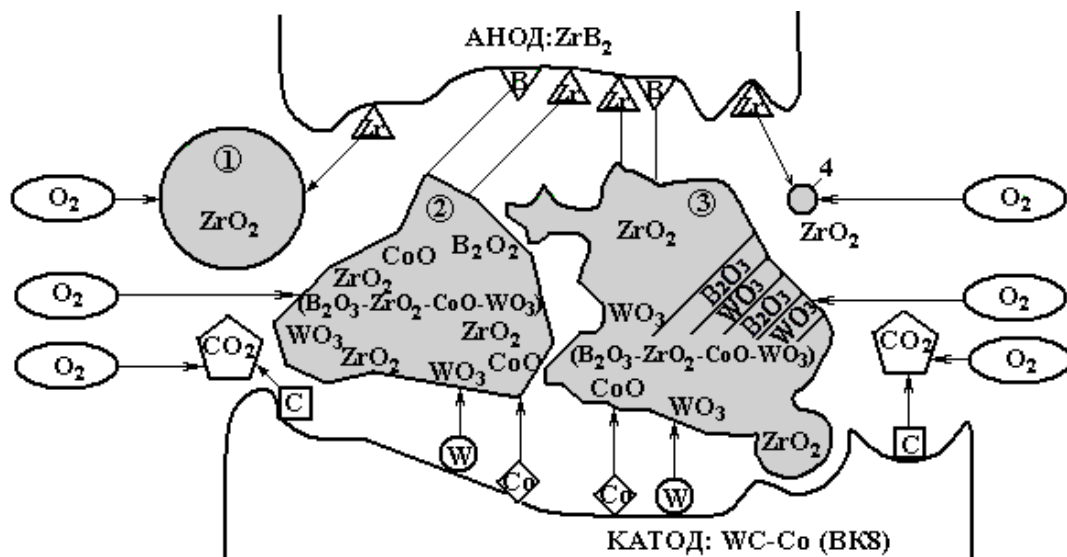 АНОД:ZrB₂
B
Zr
Zr
B
Zr
Zr
①
②
③
4
O₂
ZrO₂
O₂
ZrO₂
ZrO₂
CoO
B₂O₂
ZrO₂
O₂
(B₂O₃-ZrO₂-CoO-WO₃)
WO₃
ZrO₂
ZrO₂
WO₃
CoO
B₂O₃
WO₃
B₂O₃
WO₃
WO₃
O₂
(B₂O₃-ZrO₂-CoO-WO₃)
CoO
WO₃
ZrO₂
O₂
CO₂
CO₂
O₂
C
W
Co
Co
W
C
КАТОД: WC-Co (ВК8)